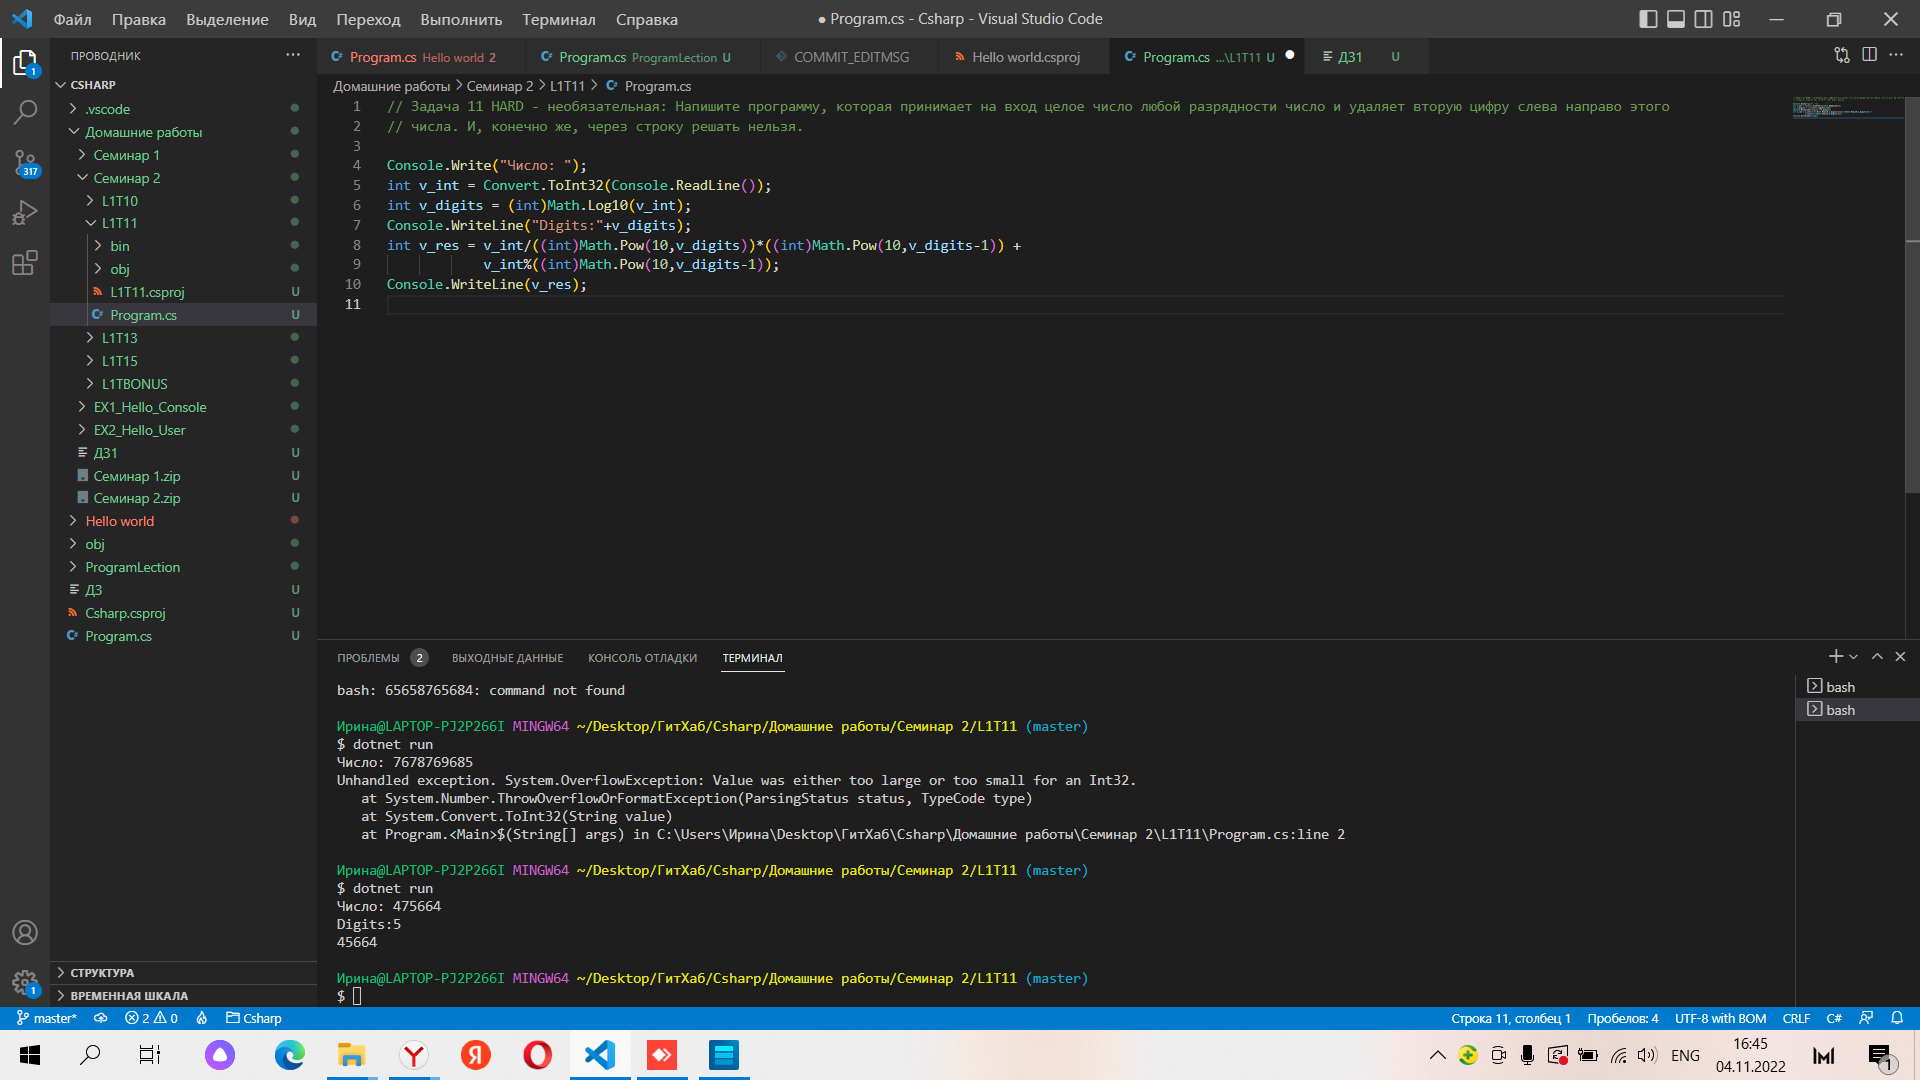 Файл Правка Выделение Вид Переход Выполнить Терминал Справка
● Program.cs - Csharp - Visual Studio Code
ПРОВОДНИК
CSHARP
.vscode
Домашние работы
Семинар 1
Семинар 2
L1T10
L1T11
bin
obj
L1T11.csproj U
Program.cs U
L1T13
L1T15
L1TBONUS
EX1_Hello_Console
EX2_Hello_User
ДЗ1 U
Семинар 1.zip U
Семинар 2.zip U
Hello world
obj
ProgramLection
ДЗ U
Csharp.csproj U
Program.cs U
СТРУКТУРА
ВРЕМЕННАЯ ШКАЛА
1
317
1
Program.cs Hello world 2
Program.cs ProgramLection U
COMMIT_EDITMSG
Hello world.csproj
Program.cs ...\L1T11 U
ДЗ1 U
Домашние работы > Семинар 2 > L1T11 > Program.cs
1 // Задача 11 HARD - необязательная: Напишите программу, которая принимает на вход целое число любой разрядности число и удаляет вторую цифру слева направо этого
2 // числа. И, конечно же, через строку решать нельзя.
3
4 Console.Write("Число: ");
5 int v_int = Convert.ToInt32(Console.ReadLine());
6 int v_digits = (int)Math.Log10(v_int);
7 Console.WriteLine("Digits:"+v_digits);
8 int v_res = v_int/((int)Math.Pow(10,v_digits))*((int)Math.Pow(10,v_digits-1)) +
9 v_int%((int)Math.Pow(10,v_digits-1));
10 Console.WriteLine(v_res);
11
ПРОБЛЕМЫ 2 ВЫХОДНЫЕ ДАННЫЕ КОНСОЛЬ ОТЛАДКИ ТЕРМИНАЛ
bash: 65658765684: command not found
Ирина@LAPTOP-PJ2P266I MINGW64 ~/Desktop/ГитХаб/Csharp/Домашние работы/Семинар 2/L1T11 (master)
$ dotnet run
Число: 7678769685
Unhandled exception. System.OverflowException: Value was either too large or too small for an Int32.
at System.Number.ThrowOverflowOrFormatException(ParsingStatus status, TypeCode type)
at System.Convert.ToInt32(String value)
at Program.<Main>$(String[] args) in C:\Users\Ирина\Desktop\ГитХаб\Csharp\Домашние работы\Семинар 2\L1T11\Program.cs:line 2
Ирина@LAPTOP-PJ2P266I MINGW64 ~/Desktop/ГитХаб/Csharp/Домашние работы/Семинар 2/L1T11 (master)
$ dotnet run
Число: 475664
Digits:5
45664
Ирина@LAPTOP-PJ2P266I MINGW64 ~/Desktop/ГитХаб/Csharp/Домашние работы/Семинар 2/L1T11 (master)
$
bash
bash
master* 2 0 Csharp
Строка 11, столбец 1 Пробелов: 4 UTF-8 with BOM CRLF C#
ENG
16:45
04.11.2022
1